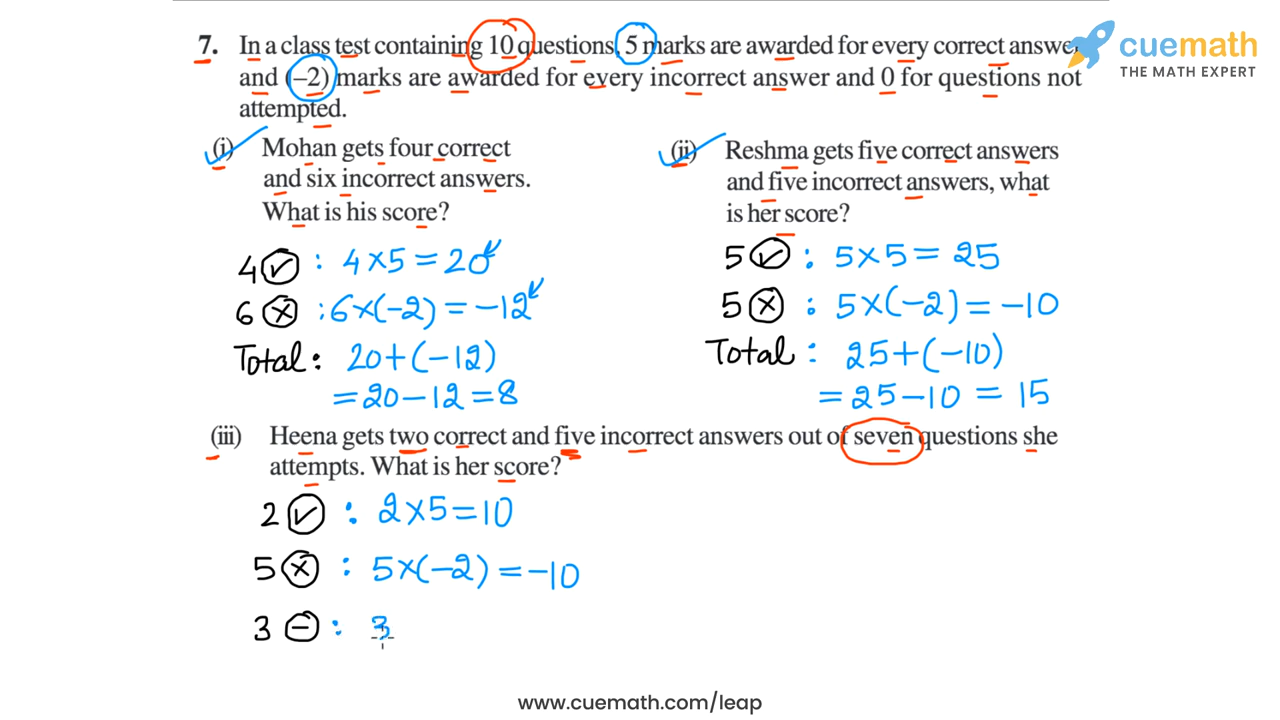 7. In a class test containing 10 questions, 5 marks are awarded for every correct answer
and (−2) marks are awarded for every incorrect answer and 0 for questions not
attempted.
cuemath
THE MATH EXPERT
(i) Mohan gets four correct
and six incorrect answers.
What is his score?
4 ✓ : 4×5=20
6 × : 6×(−2)=−12
Total: 20+(−12)
=20−12=8
(ii) Reshma gets five correct answers
and five incorrect answers, what
is her score?
5 ✓ : 5×5=25
5 × : 5×(−2)=−10
Total: 25+(−10)
=25−10=15
(iii) Heena gets two correct and five incorrect answers out of seven questions she
attempts. What is her score?
2 ✓ : 2×5=10
5 × : 5×(−2)=−10
3 − : 3
www.cuemath.com/leap